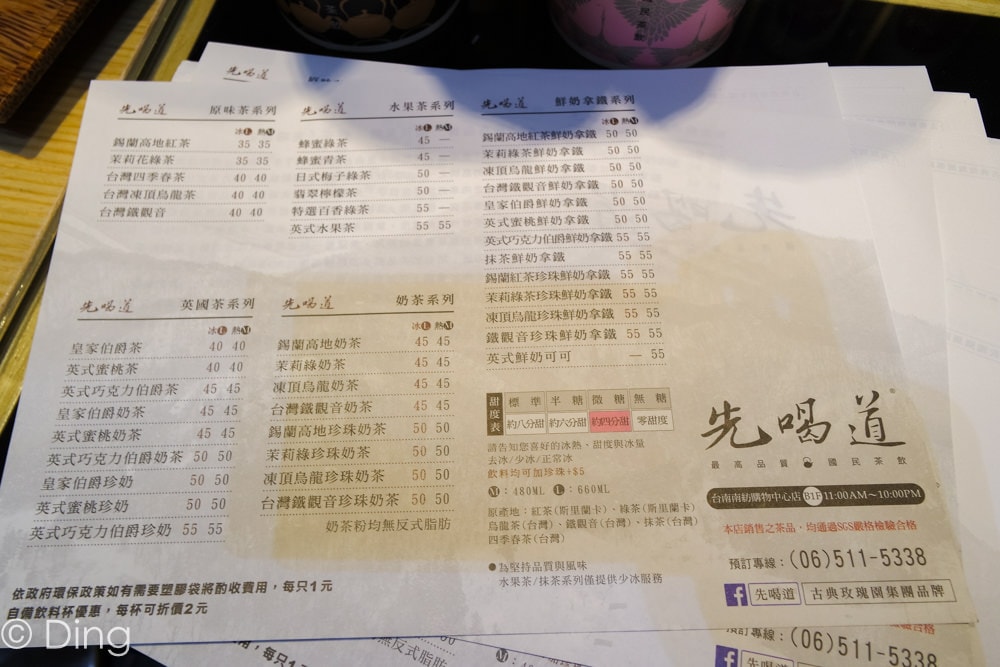 先喝道
先喝道 原味茶系列
冰L 熱M
錫蘭高地紅茶 35 35
茉莉花綠茶 35 35
台灣四季春茶 40 40
台灣凍頂烏龍茶 40 40
台灣鐵觀音 40 40
先喝道 水果茶系列
冰L 熱M
蜂蜜綠茶 45 —
蜂蜜青茶 45 —
日式梅子綠茶 50 —
翡翠檸檬茶 50 —
特選百香綠茶 55 —
英式水果茶 55 55
先喝道 鮮奶拿鐵系列
冰L 熱M
錫蘭高地紅茶鮮奶拿鐵 50 50
茉莉綠茶鮮奶拿鐵 50 50
凍頂烏龍鮮奶拿鐵 50 50
台灣鐵觀音鮮奶拿鐵 50 50
皇家伯爵鮮奶拿鐵 50 50
英式蜜桃鮮奶拿鐵 50 50
英式巧克力伯爵鮮奶拿鐵 55 55
抹茶鮮奶拿鐵 55 55
錫蘭紅茶珍珠鮮奶拿鐵 55 55
茉莉綠茶珍珠鮮奶拿鐵 55 55
凍頂烏龍珍珠鮮奶拿鐵 55 55
鐵觀音珍珠鮮奶拿鐵 55 55
英式鮮奶可可 — 55
先喝道 英國茶系列
冰L 熱M
皇家伯爵茶 40 40
英式蜜桃茶 40 40
英式巧克力伯爵茶 45 45
皇家伯爵奶茶 45 45
英式蜜桃奶茶 45 45
英式巧克力伯爵奶茶 50 50
皇家伯爵珍奶 50 50
英式蜜桃珍奶 50 50
英式巧克力伯爵珍奶 55 55
先喝道 奶茶系列
冰L 熱M
錫蘭高地奶茶 45 45
茉莉綠奶茶 45 45
凍頂烏龍奶茶 45 45
台灣鐵觀音奶茶 45 45
錫蘭高地珍珠奶茶 50 50
茉莉綠珍珠奶茶 50 50
凍頂烏龍珍珠奶茶 50 50
台灣鐵觀音珍珠奶茶 50 50
奶茶粉均無反式脂肪
甜度表 標準 半糖 微糖 無糖
約八分甜 約六分甜 約四分甜 零甜度
請告知您喜好的冰熱、甜度與冰量
去冰/少冰/正常冰
飲料均可加珍珠+$5
M：480ML L：660ML
原產地：紅茶(斯里蘭卡)、綠茶(斯里蘭卡)
烏龍茶(台灣)、鐵觀音(台灣)、抹茶(台灣)
四季春茶(台灣)
●為堅持品質與風味
水果茶/抹茶系列僅提供少冰服務
先喝道®
最高品質 國民茶飲
台南南紡購物中心店 B1F 11:00AM~10:00PM
本店銷售之茶品，均通過SGS嚴格檢驗合格
預訂專線：(06)511-5338
f 先喝道 古典玫瑰園集團品牌
依政府環保政策如有需要塑膠袋將酌收費用，每只1元
自備飲料杯優惠，每杯可折價2元
© Ding
無反式脂肪
預訂專線：(06)511-5338